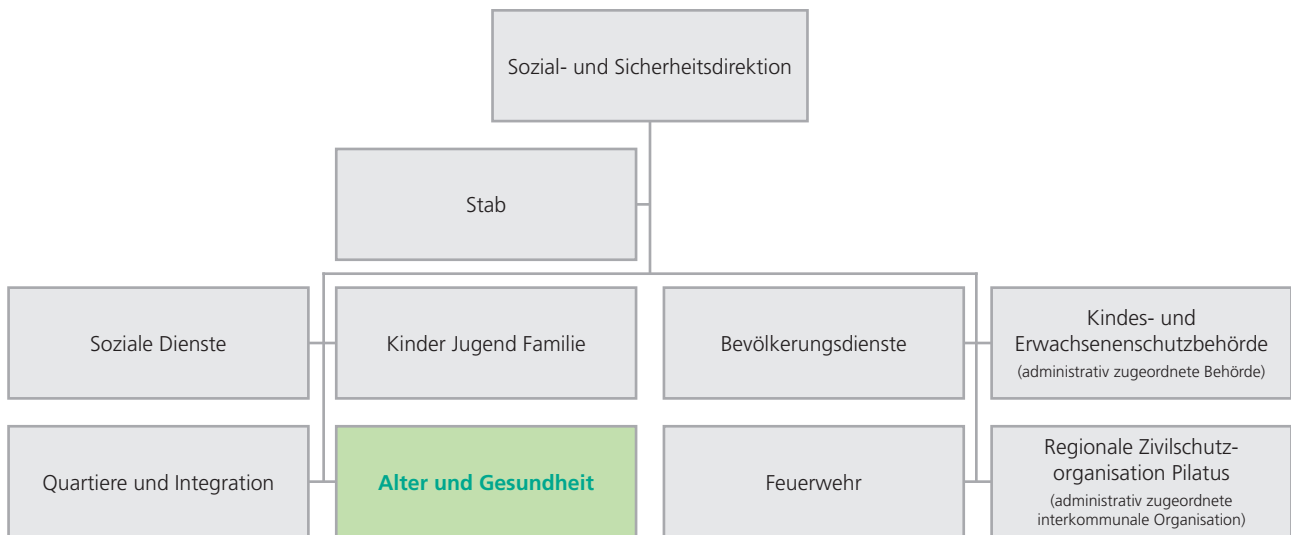 Sozial- und Sicherheitsdirektion
Stab
Soziale Dienste
Kinder Jugend Familie
Bevölkerungsdienste
Kindes- und
Erwachsenenschutzbehörde
(administrativ zugeordnete Behörde)
Quartiere und Integration
Alter und Gesundheit
Feuerwehr
Regionale Zivilschutz-
organisation Pilatus
(administrativ zugeordnete
interkommunale Organisation)